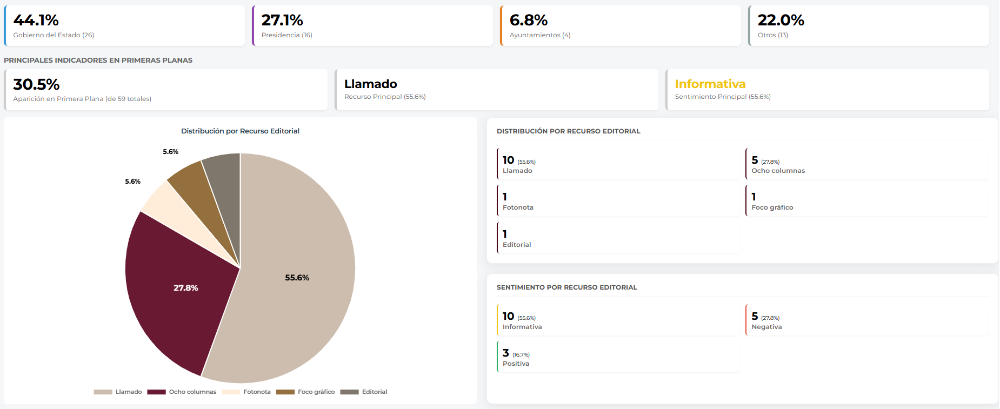 44.1%
Gobierno del Estado (26)
27.1%
Presidencia (16)
6.8%
Ayuntamientos (4)
22.0%
Otros (13)
PRINCIPALES INDICADORES EN PRIMERAS PLANAS
30.5%
Aparición en Primera Plana (de 59 totales)
Llamado
Recurso Principal (55.6%)
Informativa
Sentimiento Principal (55.6%)
Distribución por Recurso Editorial
5.6%
5.6%
55.6%
27.8%
Llamado
Ocho columnas
Fotonota
Foco gráfico
Editorial
DISTRIBUCIÓN POR RECURSO EDITORIAL
10 (55.6%)
Llamado
5 (27.8%)
Ocho columnas
1
Fotonota
1
Foco gráfico
1
Editorial
SENTIMIENTO POR RECURSO EDITORIAL
10 (55.6%)
Informativa
5 (27.8%)
Negativa
3 (16.7%)
Positiva